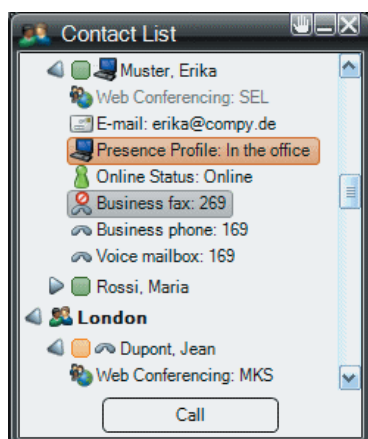 Contact List
Muster, Erika
Web Conferencing: SEL
E-mail: erika@compy.de
Presence Profile: In the office
Online Status: Online
Business fax: 269
Business phone: 169
Voice mailbox: 169
Rossi, Maria
London
Dupont, Jean
Web Conferencing: MKS
Call